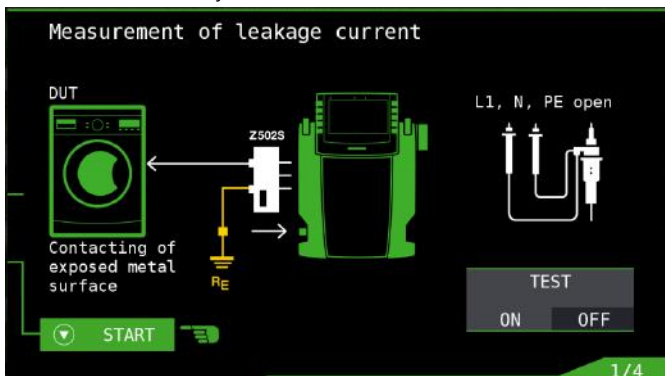 Measurement of leakage current
DUT
L1, N, PE open
Z502S
Contacting of
exposed metal
surface
RE
TEST
ON OFF
START
1/4